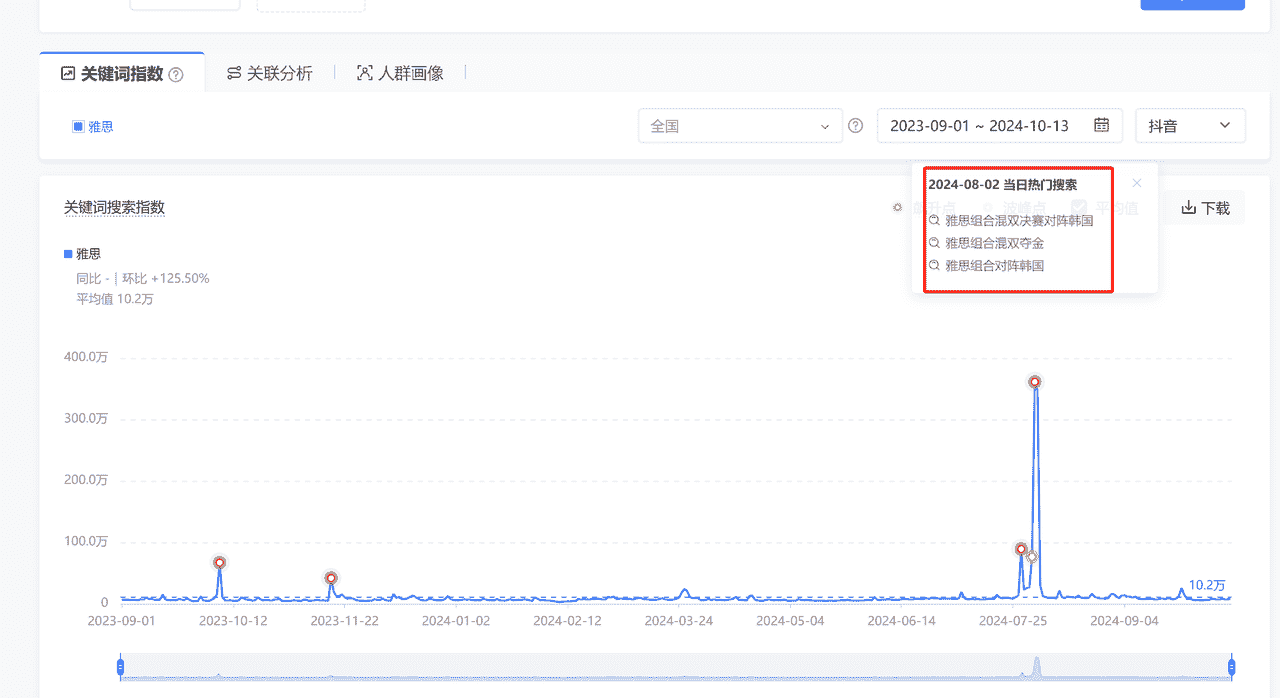 关键词指数
关联分析
人群画像
雅思
全国
2023-09-01 ~ 2024-10-13
抖音
2024-08-02 当日热门搜索
关键词搜索指数
波峰点
平均值
下载
雅思组合混双决赛对阵韩国
雅思组合混双夺金
雅思组合对阵韩国
雅思
同比 - 环比 +125.50%
平均值 10.2万
400.0万
300.0万
200.0万
100.0万
0
10.2万
2023-09-01
2023-10-12
2023-11-22
2024-01-02
2024-02-12
2024-03-24
2024-05-04
2024-06-14
2024-07-25
2024-09-04